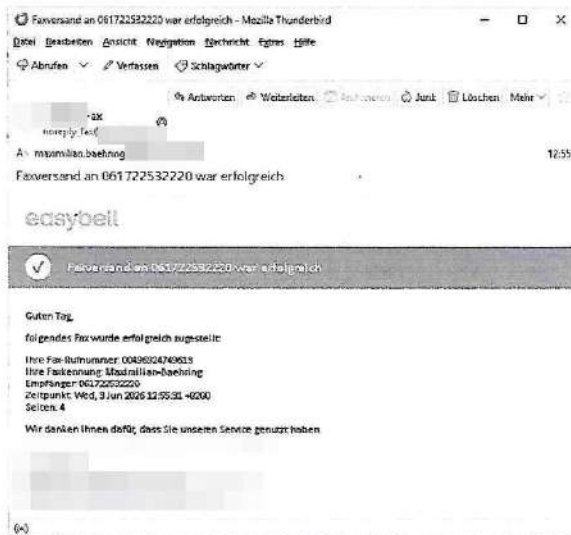 Faxversand an 061722532220 war erfolgreich - Mozilla Thunderbird
Datei Bearbeiten Ansicht Navigation Nachricht Extras Hilfe
Abrufen Verfassen Schlagwörter
Antworten Weiterleiten Archivieren Junk Löschen Mehr
An maximilian.baehring
12:55
Faxversand an 061722532220 war erfolgreich
easybell
Faxversand an 061722532220 war erfolgreich
Guten Tag,
folgendes Fax wurde erfolgreich zugestellt:
Ihre Fax-Rufnummer: 00496924749613
Ihre Faxkennung: Maximilian-Baehring
Empfänger: 061722532220
Zeitpunkt: Wed, 3 Jun 2026 12:55:31 +0200
Seiten: 4
Wir danken Ihnen dafür, dass Sie unseren Service genutzt haben